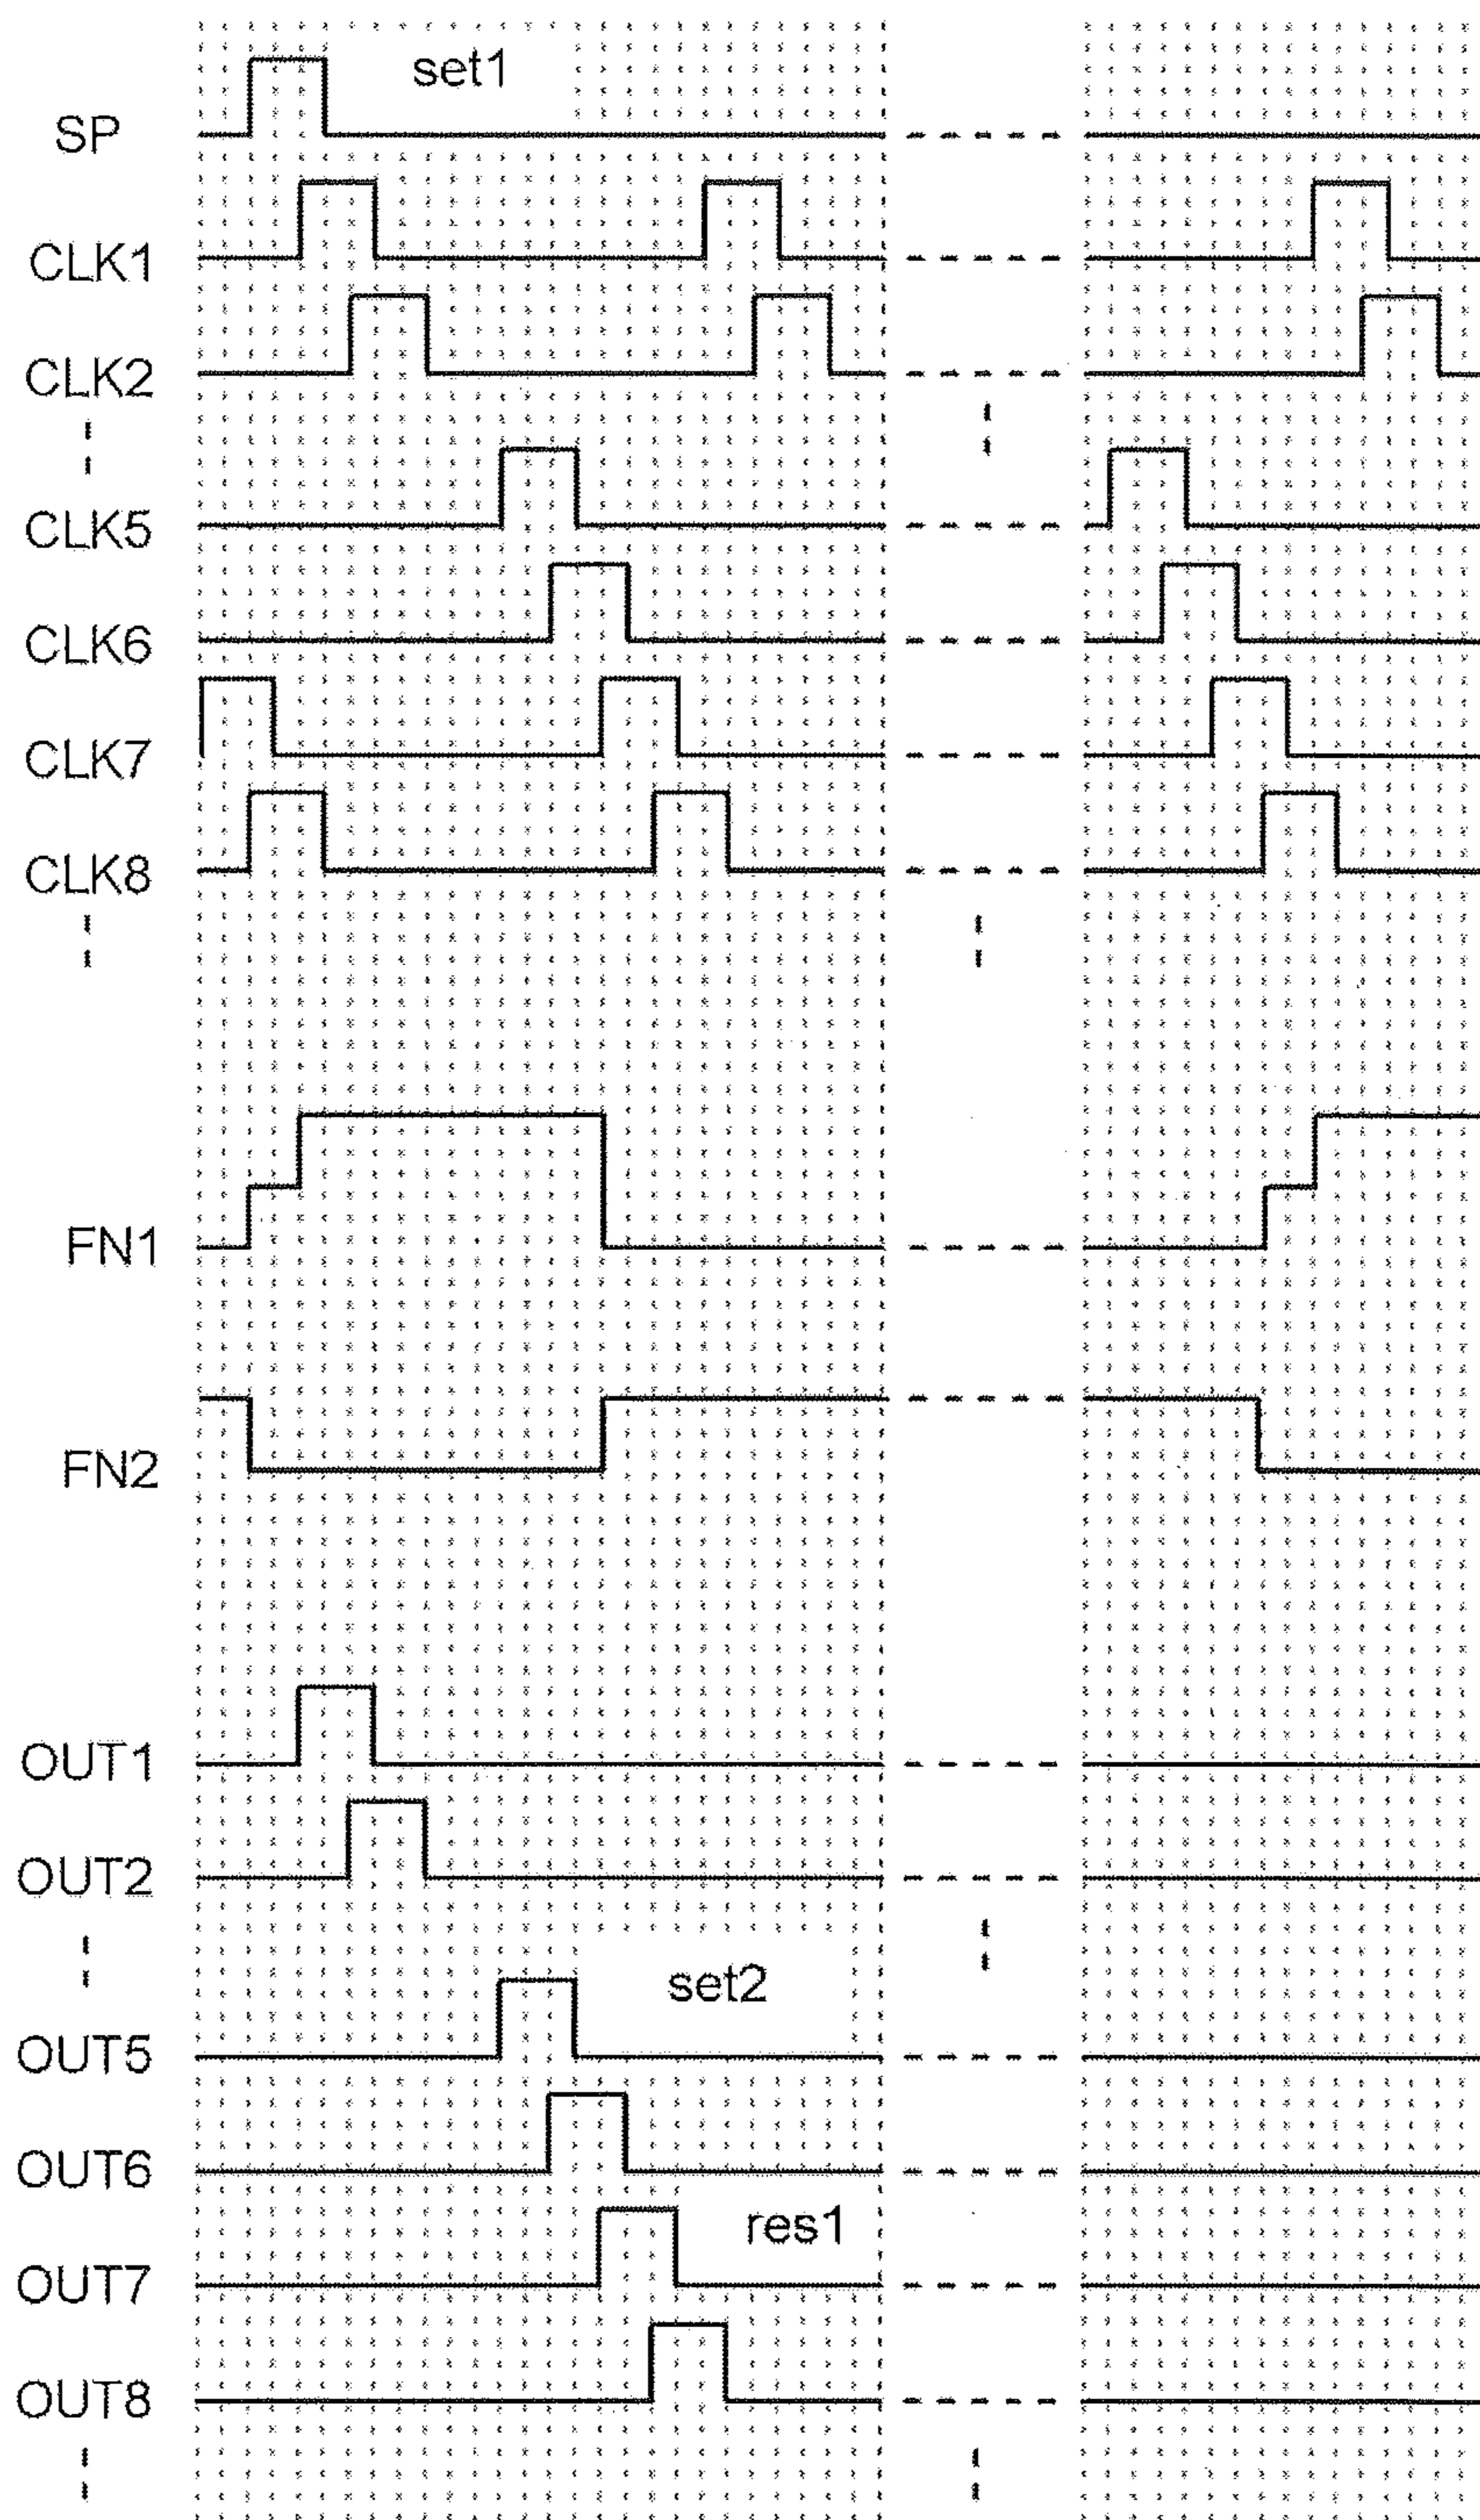 set1
SP
CLK1
CLK2
CLK5
CLK6
CLK7
CLK8
FN1
FN2
OUT1
OUT2
set2
OUT5
OUT6
res1
OUT7
OUT8